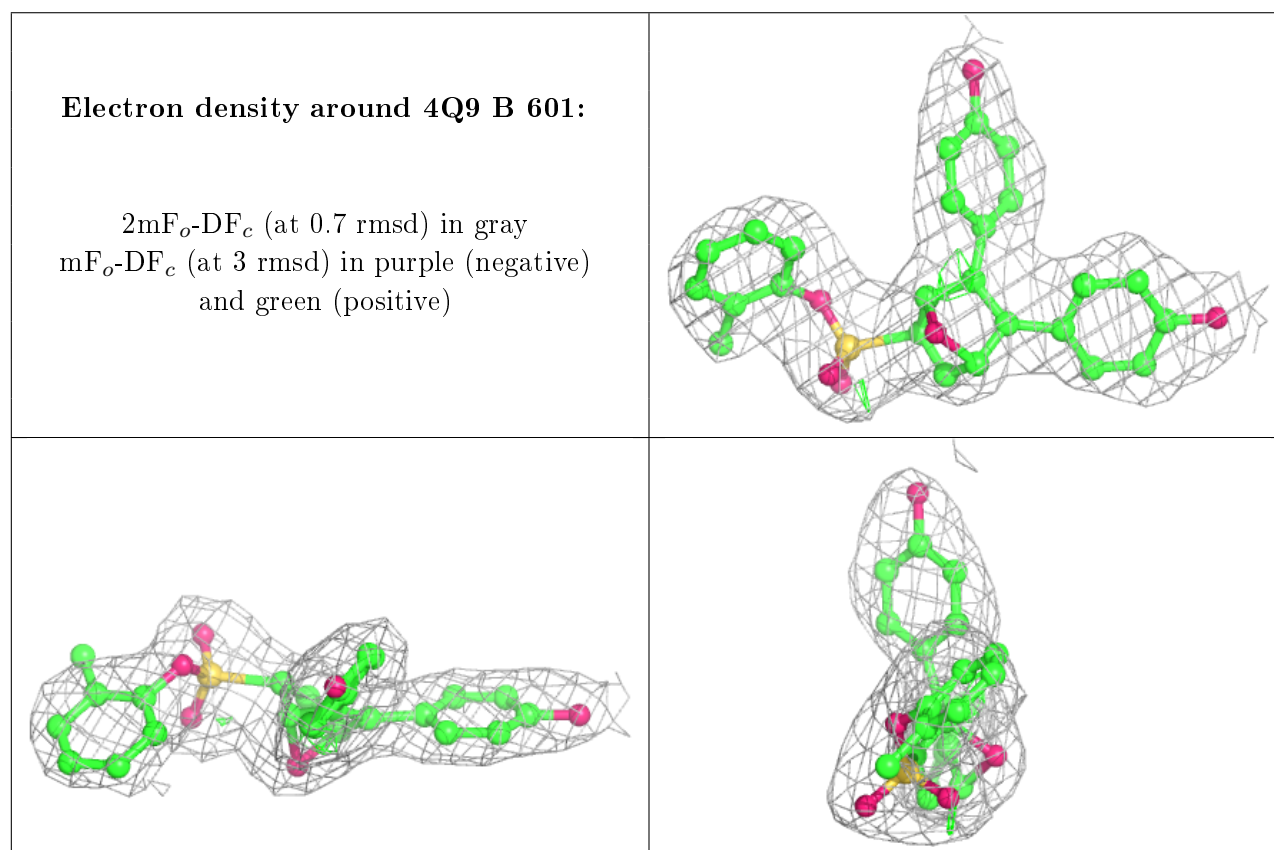 Electron density around 4Q9 B 601:
2mFₒ-DF𝑐 (at 0.7 rmsd) in gray
mFₒ-DF𝑐 (at 3 rmsd) in purple (negative)
and green (positive)